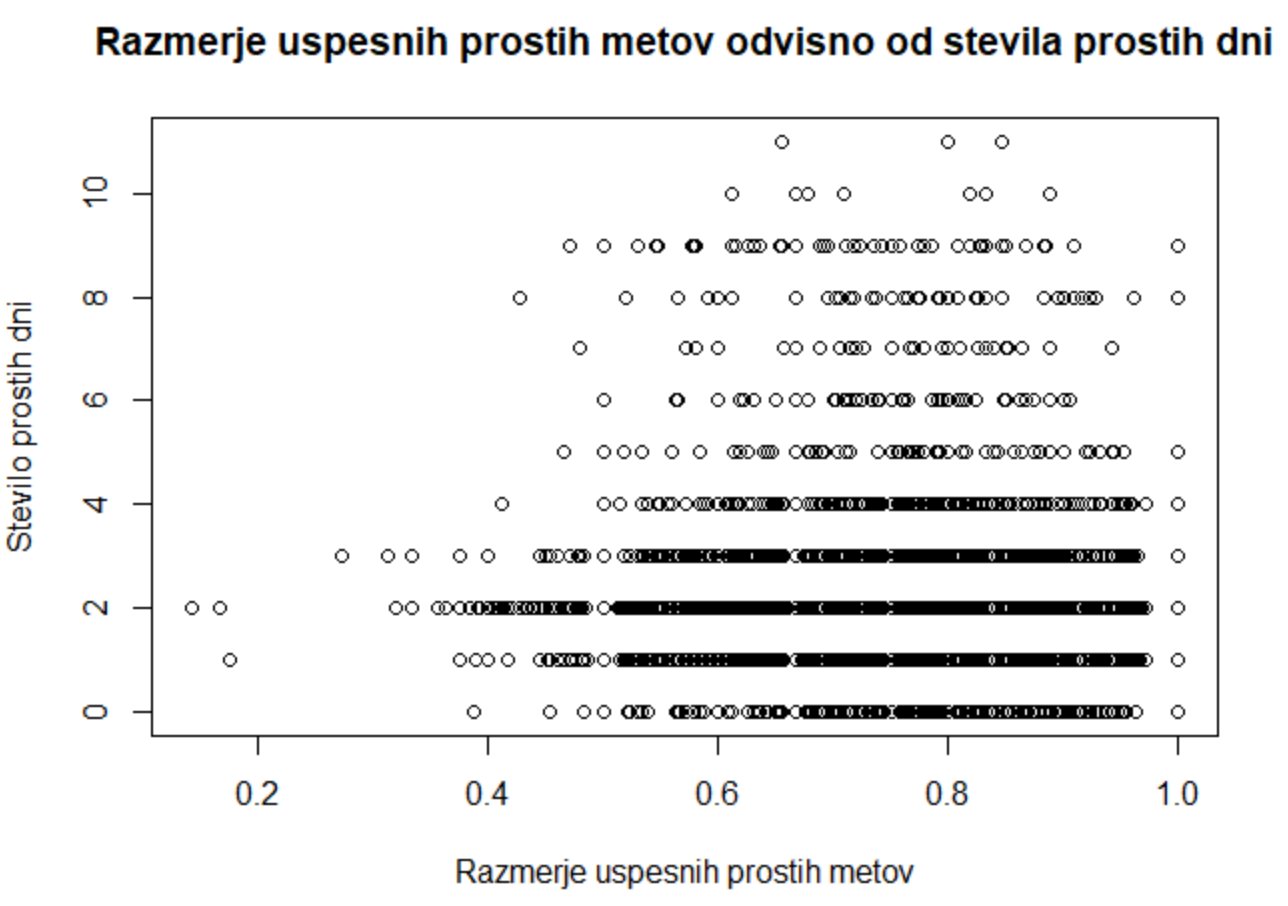 Razmerje uspesnih prostih metov odvisno od stevila prostih dni
Stevilo prostih dni
10
8
6
4
2
0
0.2 0.4 0.6 0.8 1.0
Razmerje uspesnih prostih metov